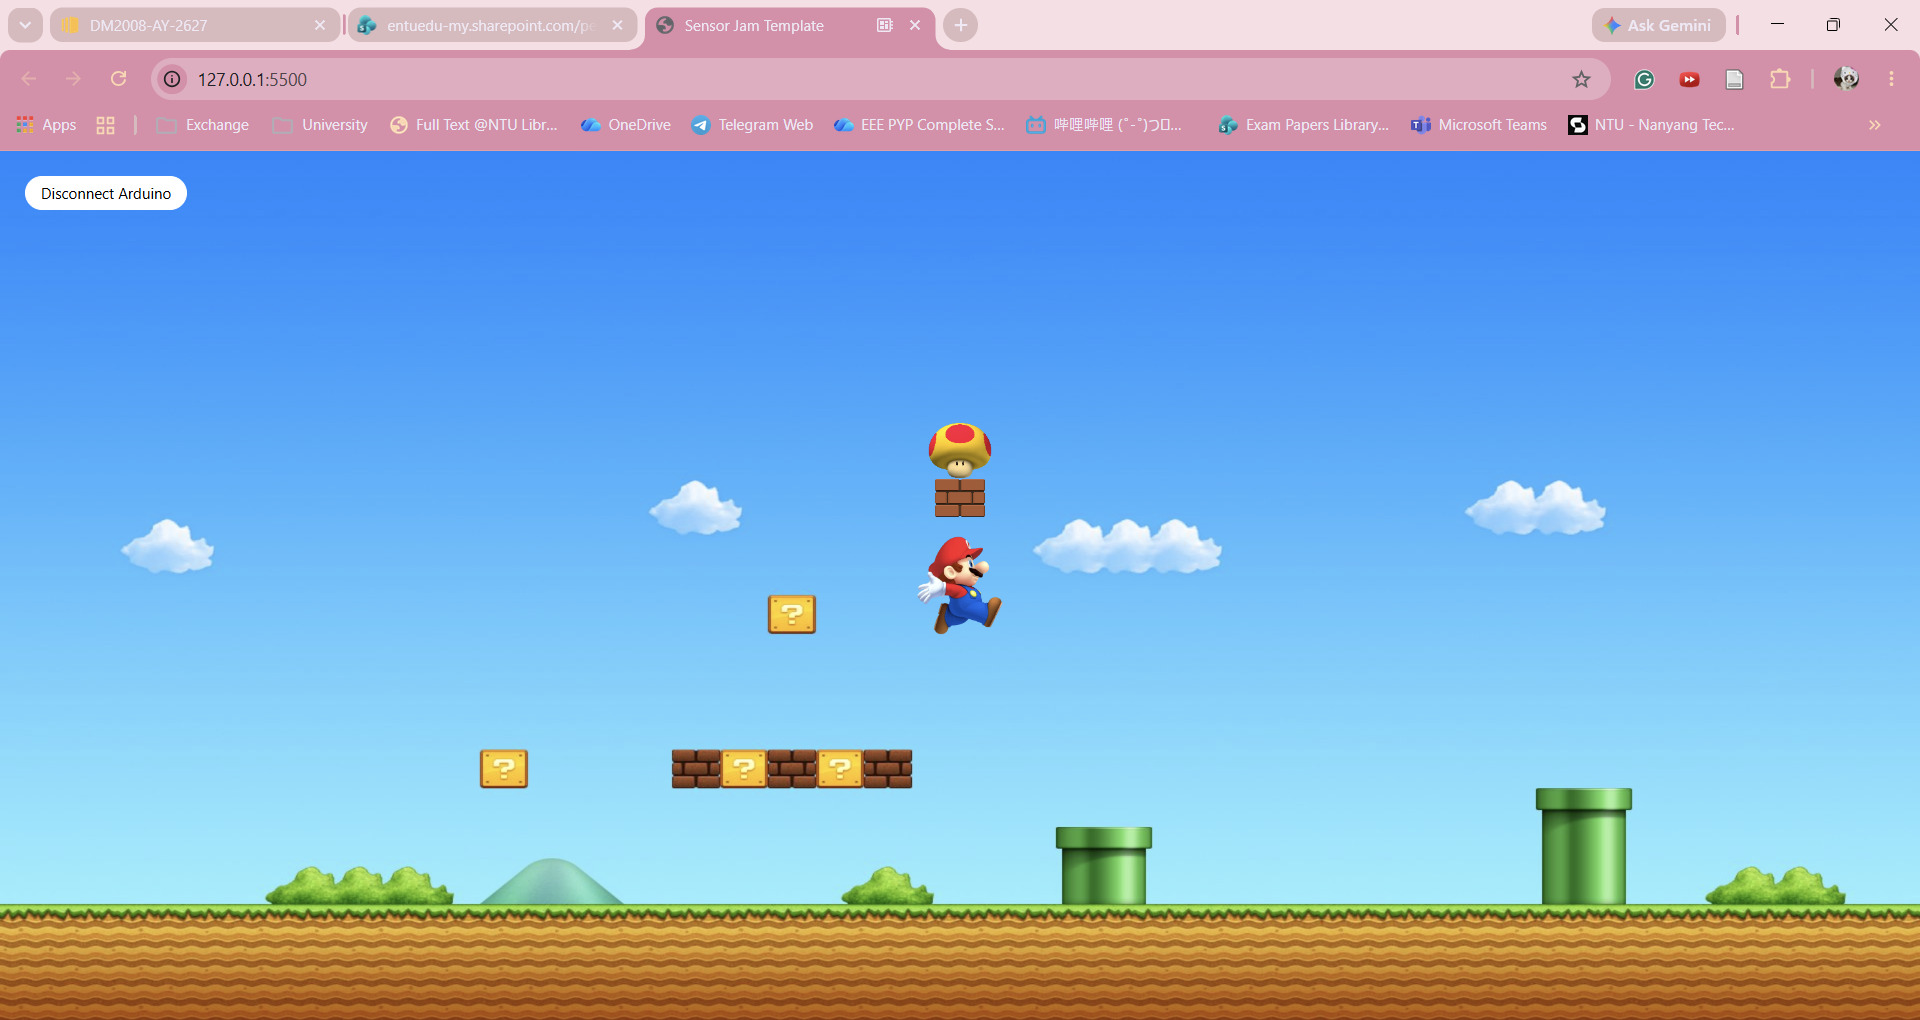 DM2008-AY-2627
entuedu-my.sharepoint.com/pe
Sensor Jam Template
Ask Gemini
127.0.0.1:5500
Apps
Exchange
University
Full Text @NTU Libr...
OneDrive
Telegram Web
EEE PYP Complete S...
哔哩哔哩 (゜-゜)つロ...
Exam Papers Library...
Microsoft Teams
NTU - Nanyang Tec...
Disconnect Arduino
?
?
?
?